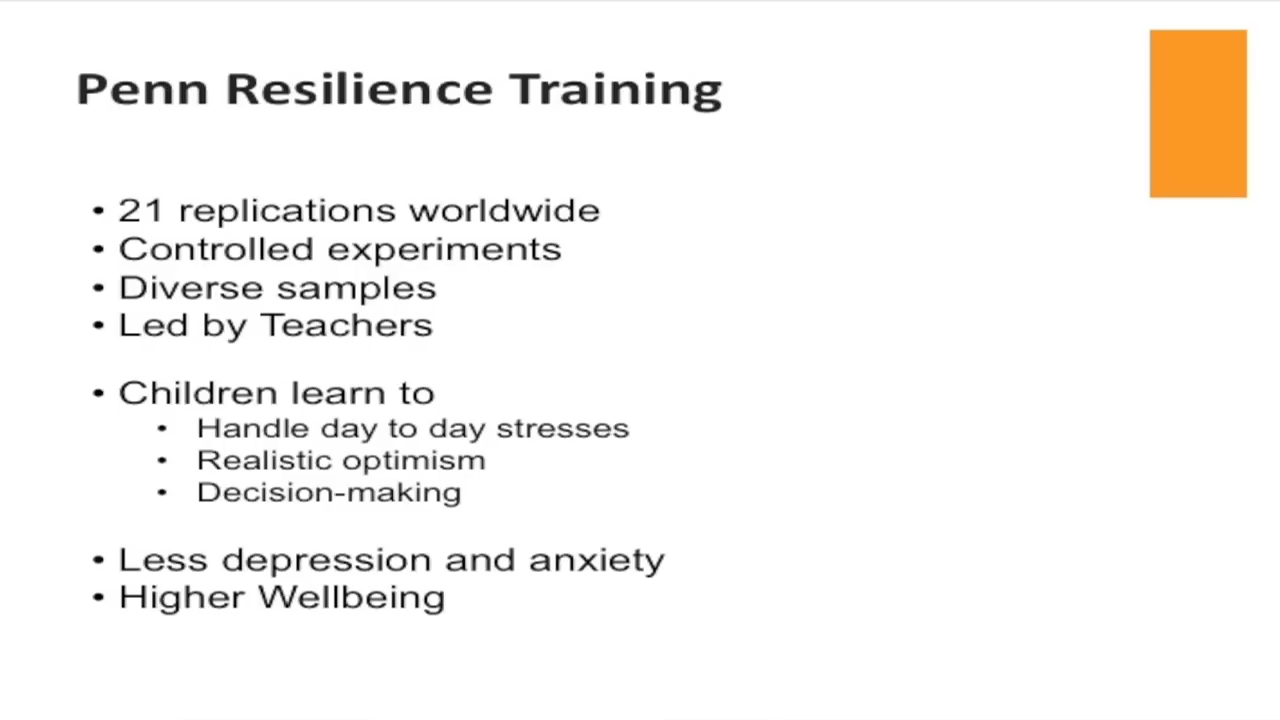 Penn Resilience Training
• 21 replications worldwide
• Controlled experiments
• Diverse samples
• Led by Teachers
• Children learn to
• Handle day to day stresses
• Realistic optimism
• Decision-making
• Less depression and anxiety
• Higher Wellbeing